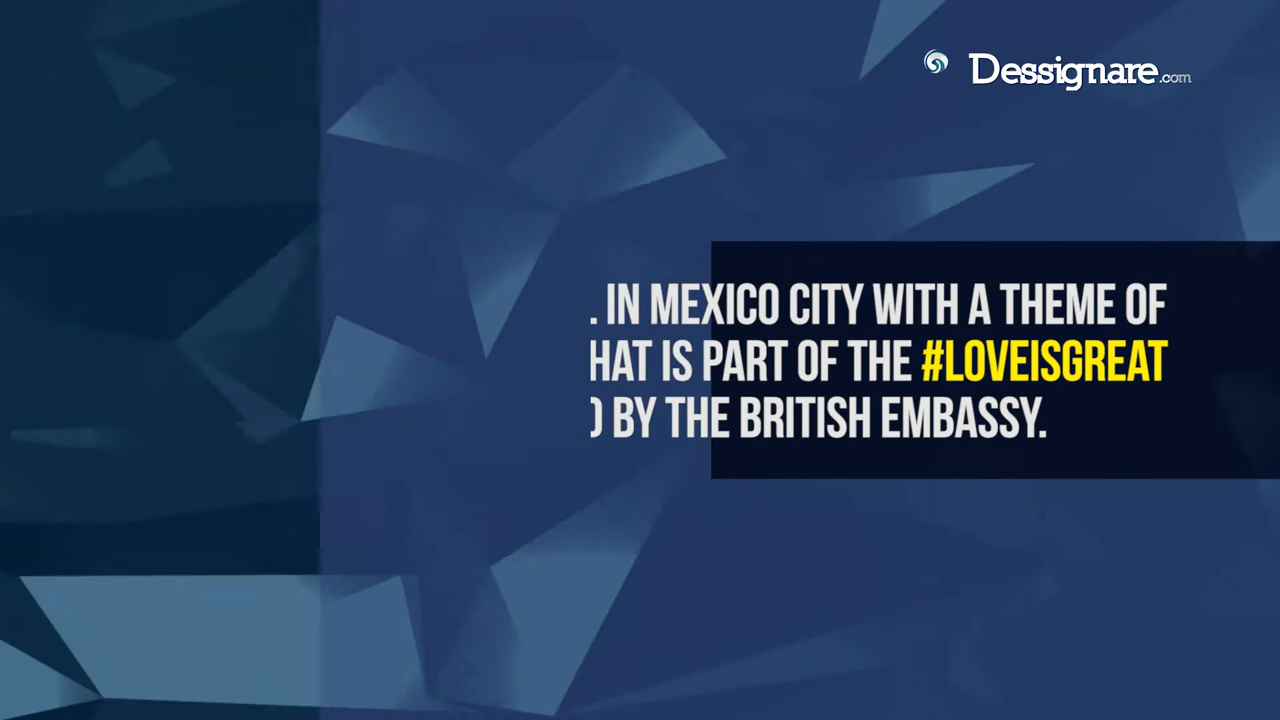 Dessignare.com
. IN MEXICO CITY WITH A THEME OF
HAT IS PART OF THE #LOVEISGREAT
BY THE BRITISH EMBASSY.